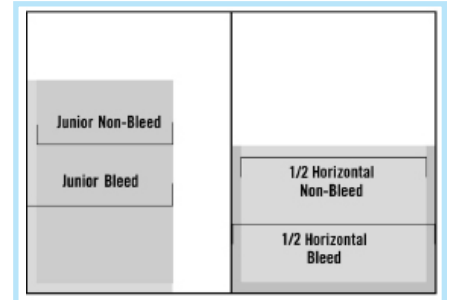 Junior Non-Bleed
Junior Bleed
1/2 Horizontal
Non-Bleed
1/2 Horizontal
Bleed